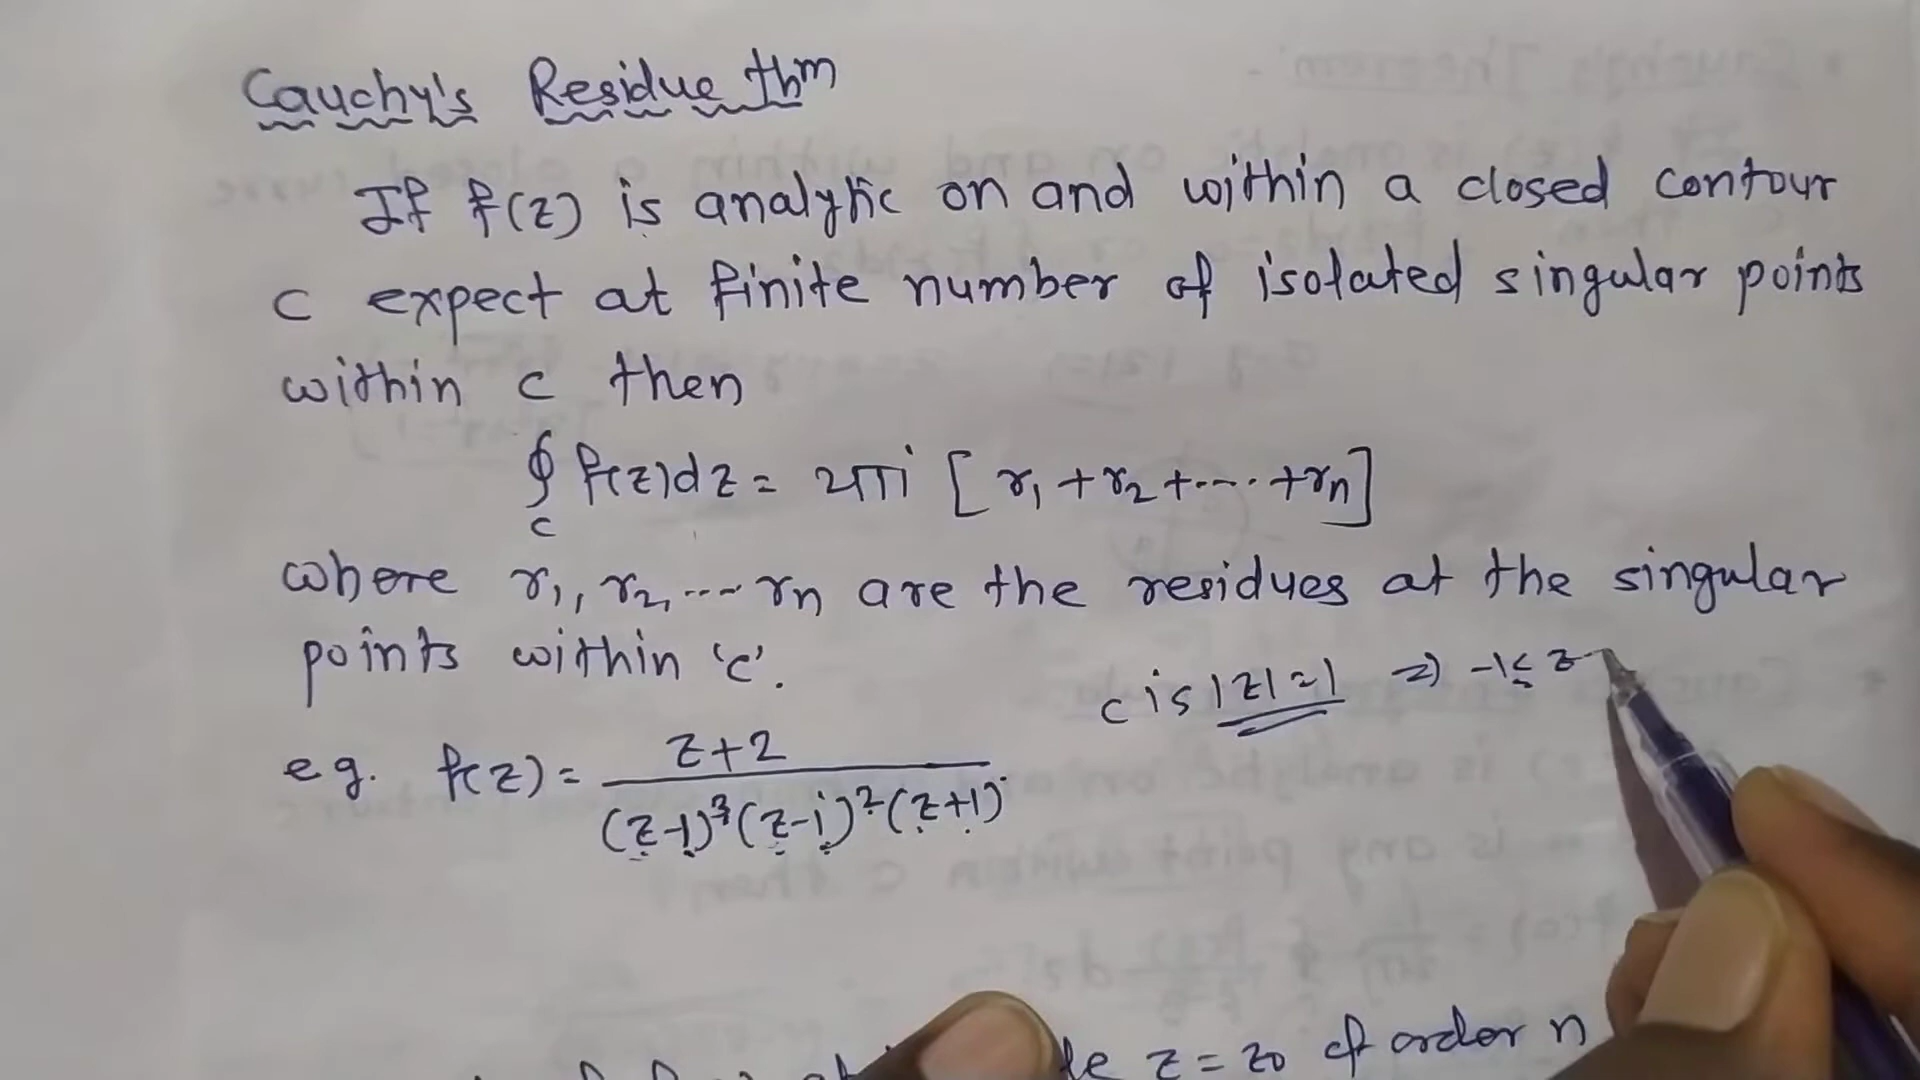 Cauchy's Residue thm
If f(z) is analytic on and within a closed contour
c expect at finite number of isolated singular points
within c then
∮c f(z)dz = 2πi [r1 + r2 + .... + rn]
where r1, r2, .... rn are the residues at the singular
points within 'c'.
c is |z|=1 => -1≤ z
eg. f(z) = z+2 / (z-1)³(z-i)²(z+1)
z = z0 of order n